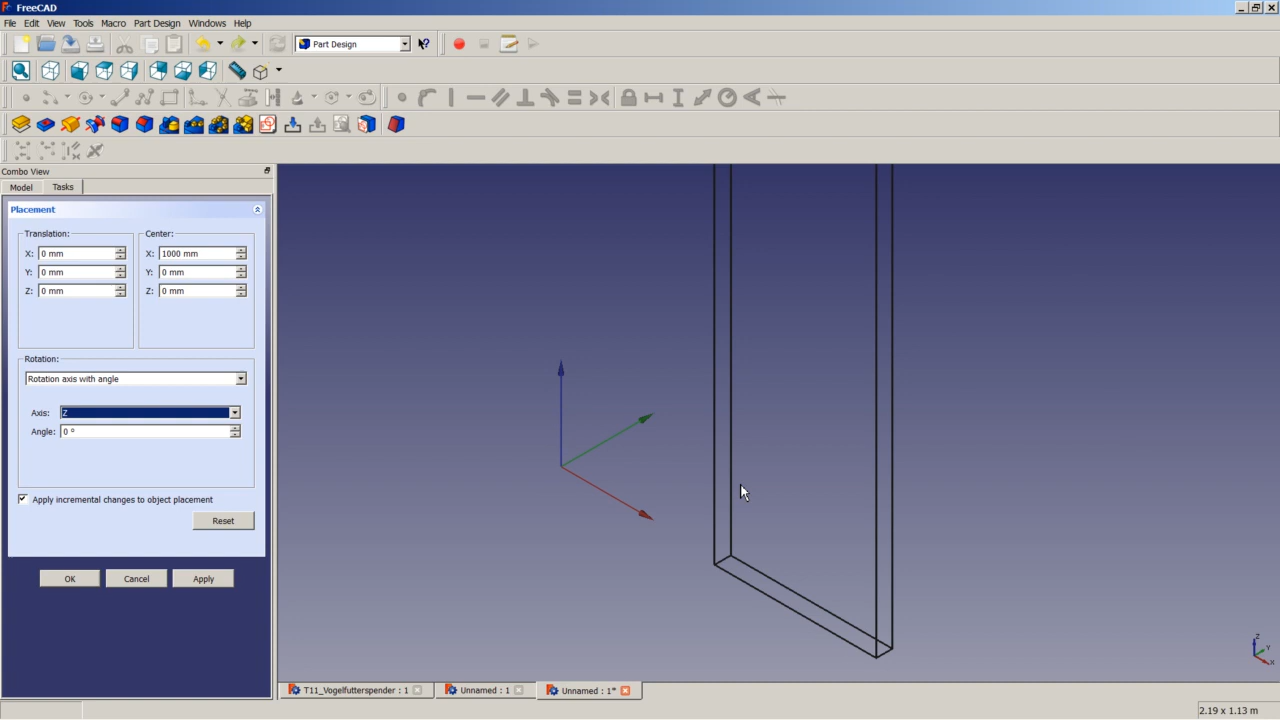 FreeCAD
File Edit View Tools Macro Part Design Windows Help
Part Design
Combo View
Model Tasks
Placement
Translation: Center:
X: 0 mm X: 1000 mm
Y: 0 mm Y: 0 mm
Z: 0 mm Z: 0 mm
Rotation:
Rotation axis with angle
Axis: Z
Angle: 0 °
Apply incremental changes to object placement
Reset
OK Cancel Apply
Z
Y
X
T11_Vogelfutterspender : 1 Unnamed : 1 Unnamed : 1*
2.19 x 1.13 m